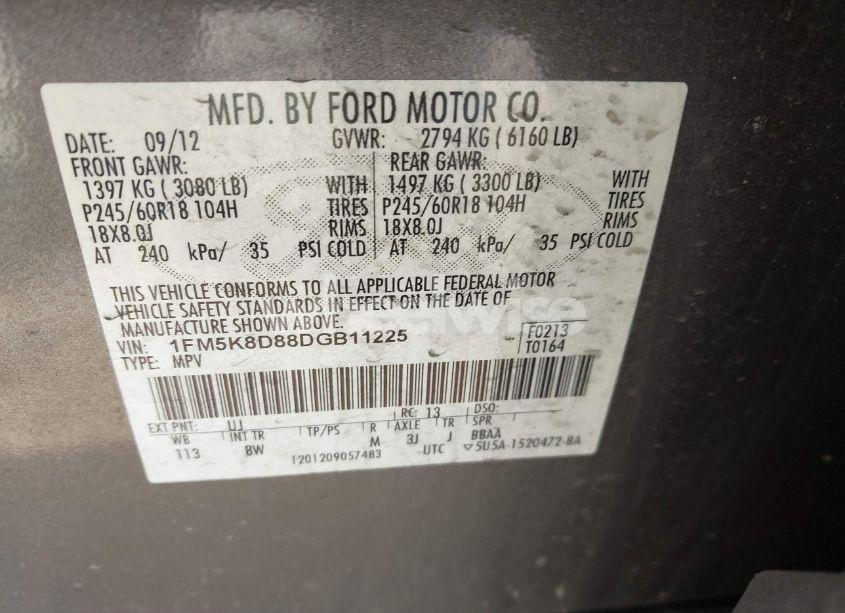 MFD. BY FORD MOTOR CO.
DATE: 09/12 GVWR: 2794 KG ( 6160 LB)
FRONT GAWR: REAR GAWR:
1397 KG ( 3080 LB) WITH 1497 KG ( 3300 LB) WITH
P245/60R18 104H TIRES P245/60R18 104H TIRES
18X8.0J RIMS 18X8.0J RIMS
AT 240 kPa/ 35 PSI COLD AT 240 kPa/ 35 PSI COLD
THIS VEHICLE CONFORMS TO ALL APPLICABLE FEDERAL MOTOR
VEHICLE SAFETY STANDARDS IN EFFECT ON THE DATE OF
MANUFACTURE SHOWN ABOVE.
VIN: 1FM5K8D88DGB11225 F0213
TYPE: MPV T0164
EXT PNT: UJ RC: 13 DSO:
WB INT TR TP/PS R AXLE TR SPR
113 8W M 3J J BBAA
1201209057483 UTC ▽5U5A-1520472-BA